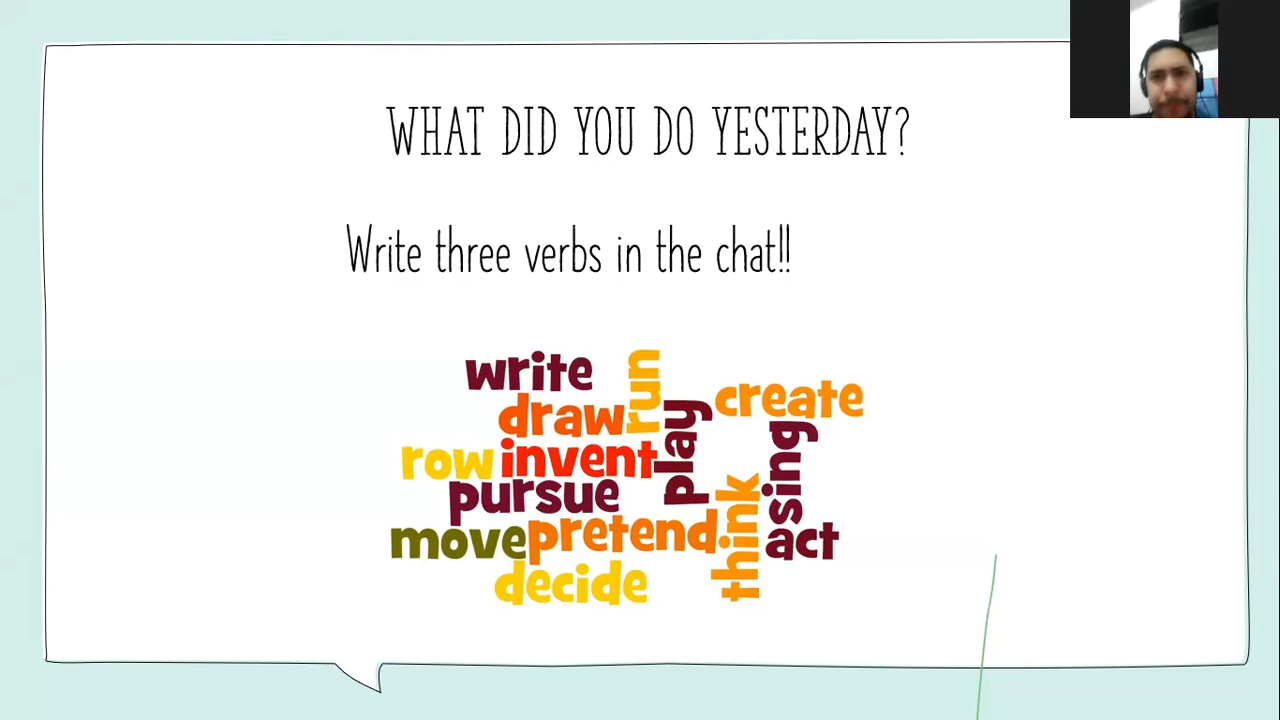 WHAT DID YOU DO YESTERDAY?
Write three verbs in the chat!!
write
run
draw
create
play
row
invent
sing
pursue
think
move
pretend
act
decide